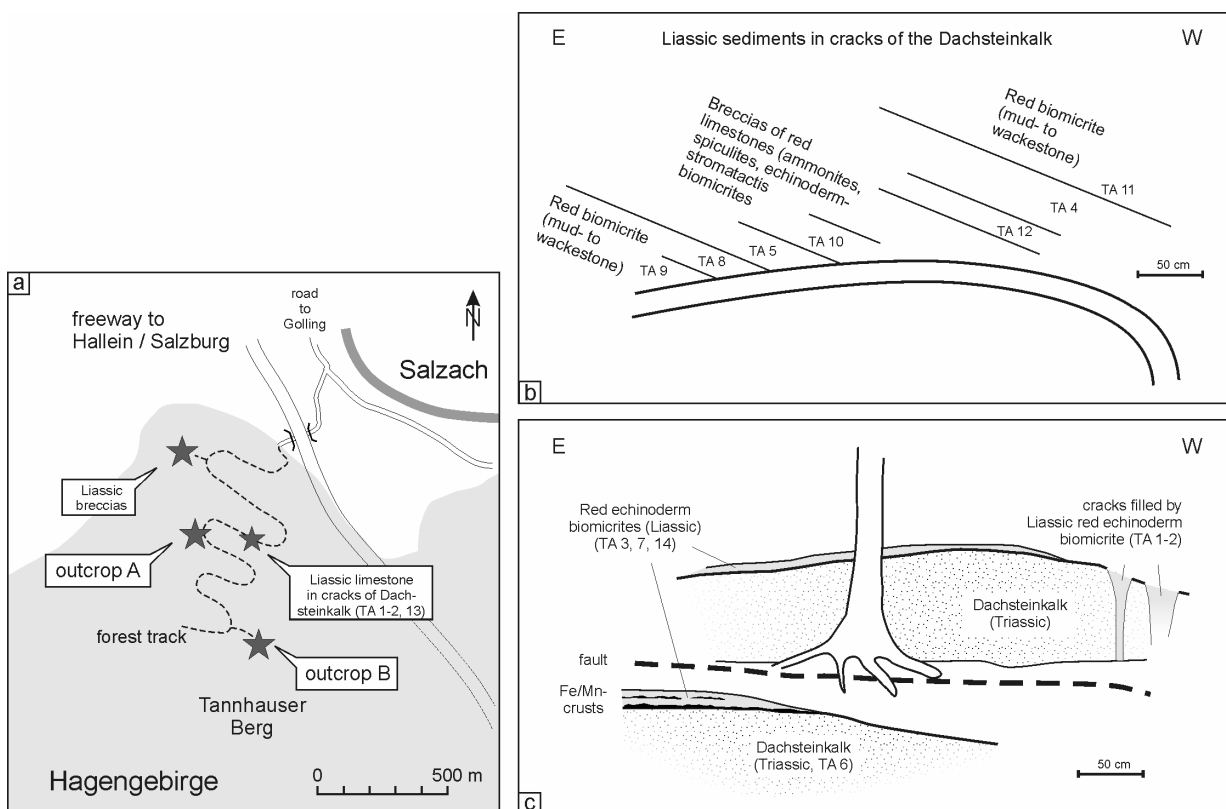 a
freeway to
Hallein / Salzburg
road
to
Golling
N
Salzach
Liassic
breccias
outcrop A
Liassic limestone
in cracks of Dach-
steinkalk (TA 1-2, 13)
forest track
outcrop B
Tannhauser
Berg
Hagengebirge
0 500 m
b
E W
Liassic sediments in cracks of the Dachsteinkalk
Red biomicrite
(mud- to
wackestone)
Breccias of red
limestones (ammonites,
spiculites, echinoderm-
stromatactis
biomicrites
Red biomicrite
(mud- to
wackestone)
TA 9
TA 8
TA 5
TA 10
TA 12
TA 4
TA 11
50 cm
c
E W
Red echinoderm
biomicrites (Liassic)
(TA 3, 7, 14)
cracks filled by
Liassic red echinoderm
biomicrite (TA 1-2)
Dachsteinkalk
(Triassic)
fault
Fe/Mn-
crusts
Dachsteinkalk
(Triassic, TA 6)
50 cm